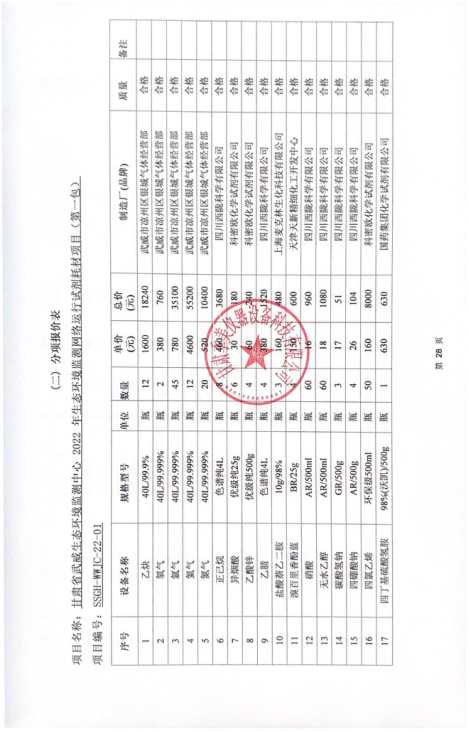 （二）分项报价表
项目名称：甘肃省武威生态环境监测中心 2022 年生态环境监测网络运行试剂耗材项目（第一包）
项目编号：SSGH-WWJC-22-01
序号 设备名称 规格型号 单位 数量 单价(元) 总价(元) 制造厂(品牌) 质量 备注
1 乙炔 40L/99.9% 瓶 12 1600 18240 武威市凉州区银城气体经营部 合格
2 氧气 40L/99.999% 瓶 2 380 760 武威市凉州区银城气体经营部 合格
3 氩气 40L/99.999% 瓶 45 780 35100 武威市凉州区银城气体经营部 合格
4 氦气 40L/99.999% 瓶 12 4600 55200 武威市凉州区银城气体经营部 合格
5 氮气 40L/99.999% 瓶 20 520 10400 武威市凉州区银城气体经营部 合格
6 正己烷 色谱纯4L 瓶 8 460 3680 四川西陇科学有限公司 合格
7 异烟酸 优级纯25g 瓶 6 30 180 科密欧化学试剂有限公司 合格
8 乙酸锌 优级纯500g 瓶 4 60 240 科密欧化学试剂有限公司 合格
9 乙腈 色谱纯4L 瓶 4 380 1520 四川西陇科学有限公司 合格
10 盐酸萘乙二胺 10g/98% 瓶 3 160 480 上海麦克林生化科技有限公司 合格
11 溴百里香酚蓝 BR/25g 瓶 4 150 600 天津天新精细化工开发中心 合格
12 硝酸 AR/500ml 瓶 60 16 960 四川西陇科学有限公司 合格
13 无水乙醇 AR/500ml 瓶 60 18 1080 四川西陇科学有限公司 合格
14 碳酸氢钠 GR/500g 瓶 3 17 51 四川西陇科学有限公司 合格
15 四硼酸钠 AR/500g 瓶 4 26 104 四川西陇科学有限公司 合格
16 四氯乙烯 环保级500ml 瓶 50 160 8000 科密欧化学试剂有限公司 合格
17 四丁基硫酸氢胺 98%(沃凯)/500g 瓶 1 630 630 国药集团化学试剂有限公司 合格
第 28 页